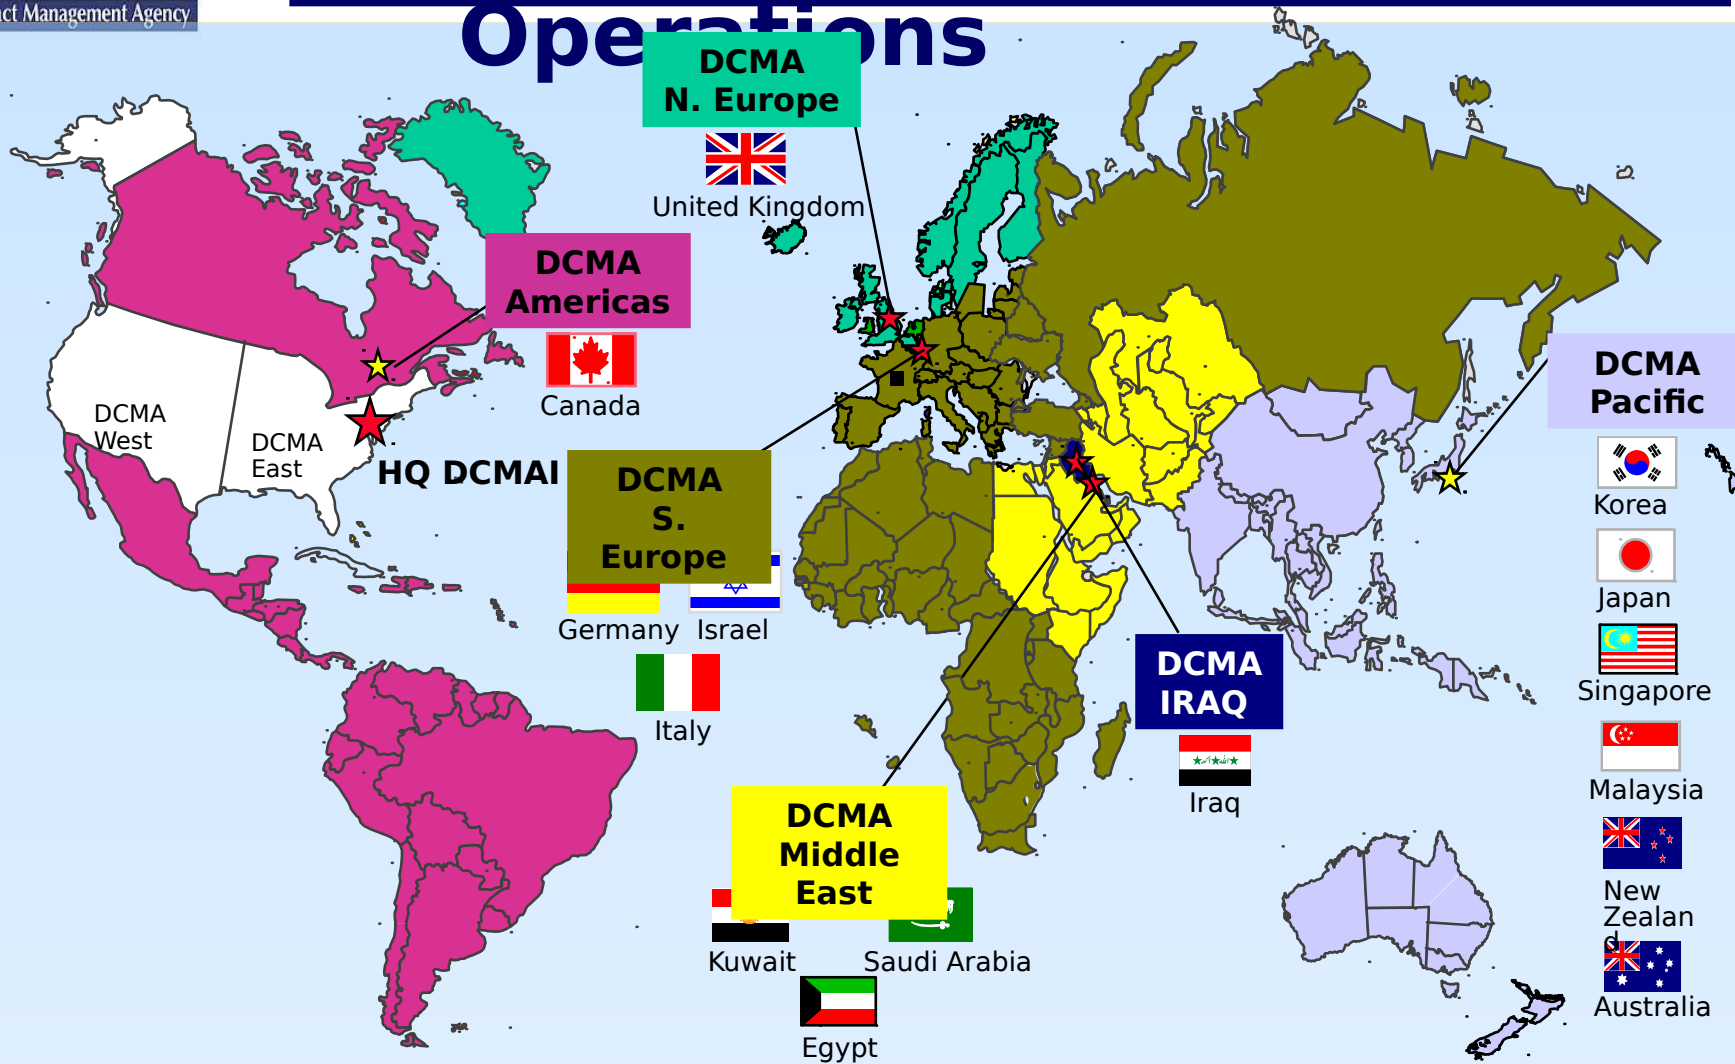 ct Management Agency
Operations
DCMA
N. Europe
United Kingdom
DCMA
Americas
Canada
DCMA
West
DCMA
East
HQ DCMAI
DCMA
S.
Europe
Germany
Israel
Italy
DCMA
Pacific
Korea
Japan
Singapore
Malaysia
New
Zealan
d
Australia
DCMA
IRAQ
Iraq
DCMA
Middle
East
Kuwait
Saudi Arabia
Egypt